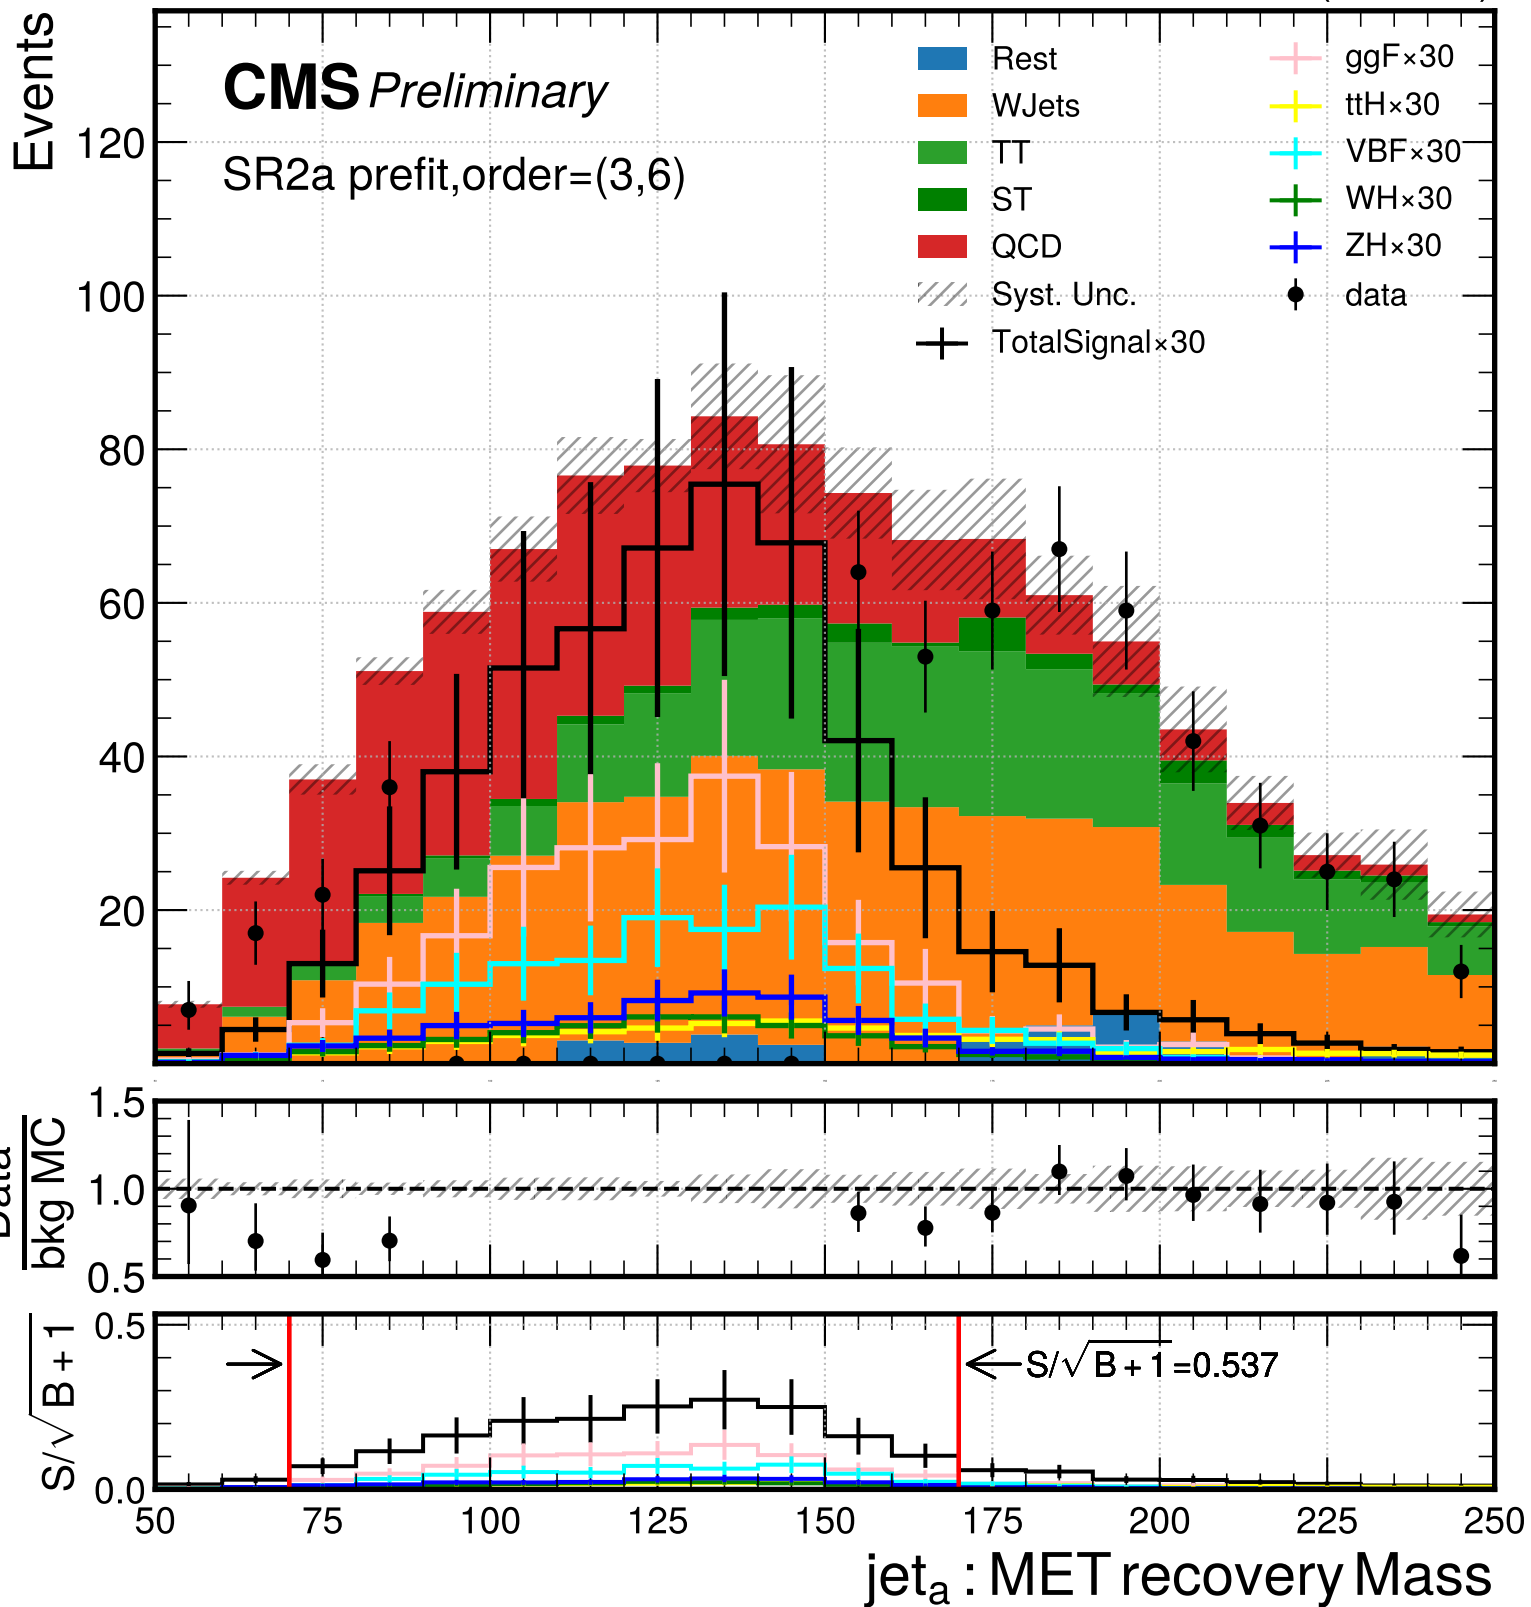 Events
CMS Preliminary
SR2a prefit,order=(3,6)
Rest
WJets
TT
ST
QCD
Syst. Unc.
TotalSignal×30
ggF×30
ttH×30
VBF×30
WH×30
ZH×30
data
120
100
80
60
40
20
Data
bkg MC
1.5
1.0
0.5
S/√B + 1
0.5
0.0
S/√B + 1=0.537
50 75 100 125 150 175 200 225 250
jetₐ : MET recovery Mass